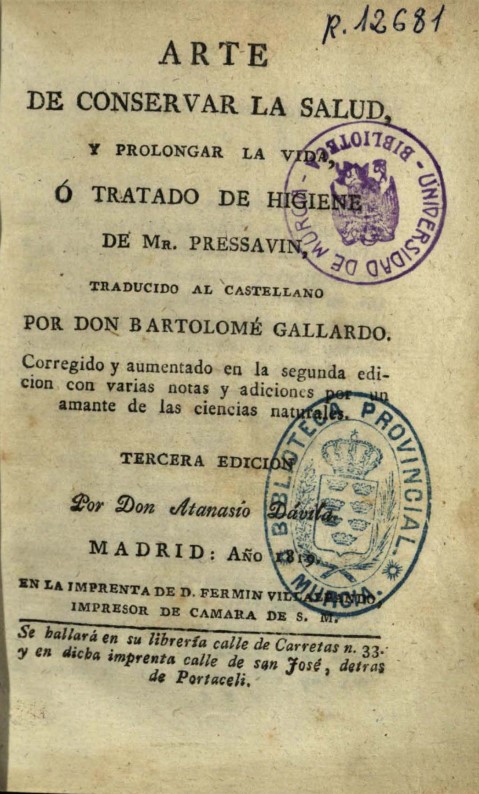 R. 12681
ARTE
DE CONSERVAR LA SALUD,
Y PROLONGAR LA VIDA,
Ó TRATADO DE HIGIENE
DE MR. PRESSAVIN,
TRADUCIDO AL CASTELLANO
POR DON BARTOLOMÉ GALLARDO.
Corregido y aumentado en la segunda edi-
cion con varias notas y adiciones por un
amante de las ciencias naturales.
TERCERA EDICION
Por Don Atanasio Dávila.
MADRID: AÑO 1819.
EN LA IMPRENTA DE D. FERMIN VILLALPANDO,
IMPRESOR DE CAMARA DE S. M.
Se hallará en su librería calle de Carretas n. 33.
y en dicha imprenta calle de san José, detras
de Portaceli.
UNIVERSIDAD DE MURCIA - BIBLIOTECA -
BIBLIOTECA PROVINCIAL.
MURCIA.